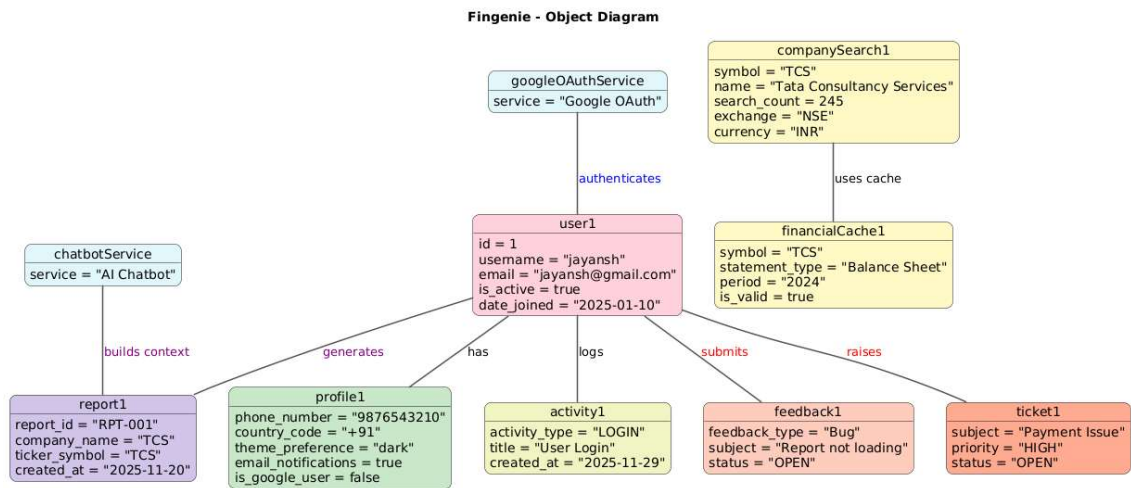 Fingenie - Object Diagram
companySearch1
symbol = "TCS"
name = "Tata Consultancy Services"
search_count = 245
exchange = "NSE"
currency = "INR"
googleOAuthService
service = "Google OAuth"
authenticates
uses cache
user1
id = 1
username = "jayansh"
email = "jayansh@gmail.com"
is_active = true
date_joined = "2025-01-10"
financialCache1
symbol = "TCS"
statement_type = "Balance Sheet"
period = "2024"
is_valid = true
chatbotService
service = "AI Chatbot"
builds context
generates
has
logs
submits
raises
report1
report_id = "RPT-001"
company_name = "TCS"
ticker_symbol = "TCS"
created_at = "2025-11-20"
profile1
phone_number = "9876543210"
country_code = "+91"
theme_preference = "dark"
email_notifications = true
is_google_user = false
activity1
activity_type = "LOGIN"
title = "User Login"
created_at = "2025-11-29"
feedback1
feedback_type = "Bug"
subject = "Report not loading"
status = "OPEN"
ticket1
subject = "Payment Issue"
priority = "HIGH"
status = "OPEN"